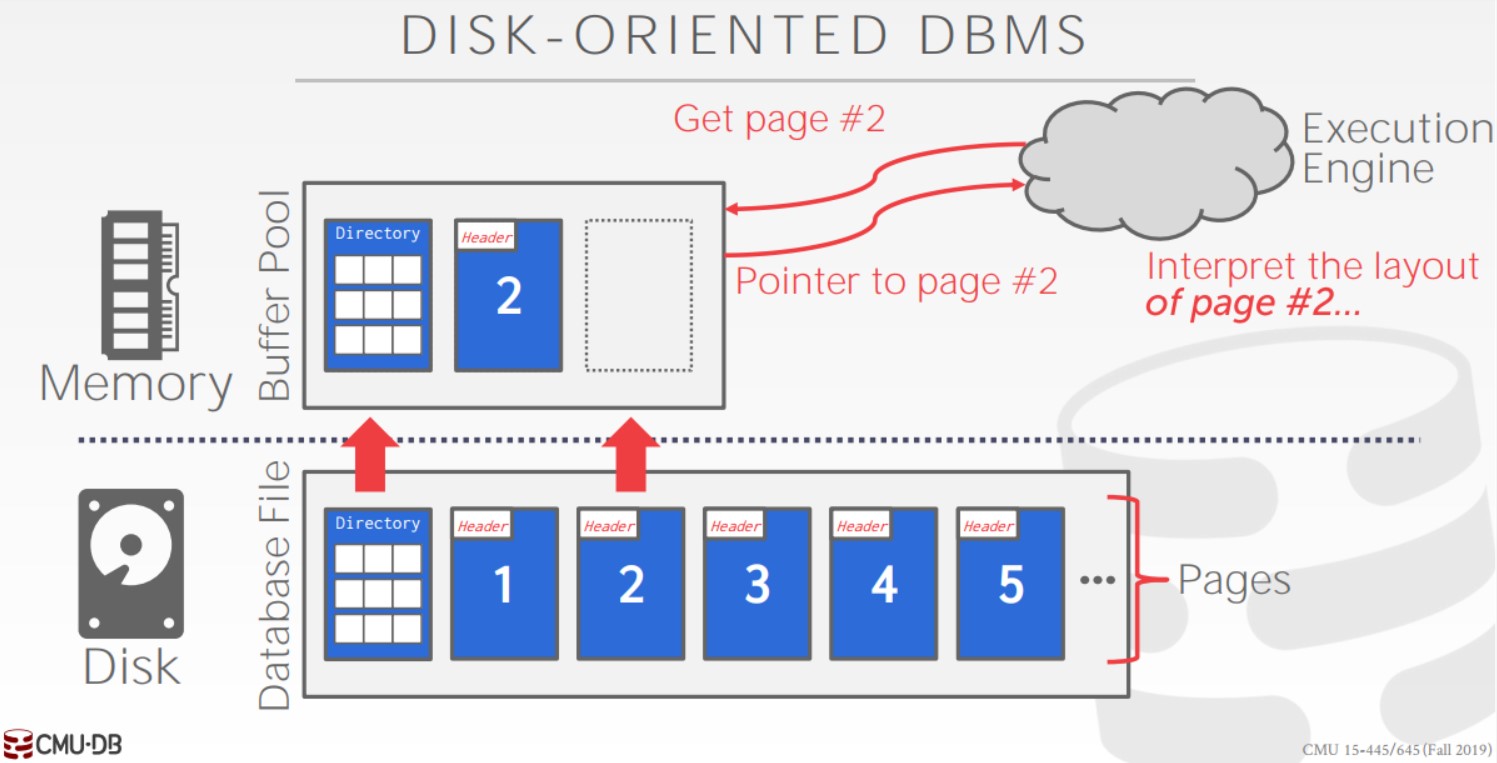 DISK-ORIENTED DBMS
Get page #2
Execution
Engine
Buffer Pool
Directory
Header
2
Pointer to page #2
Interpret the layout
of page #2...
Memory
Database File
Directory
Header
1
Header
2
Header
3
Header
4
Header
5
...
Pages
Disk
CMU·DB
CMU 15-445/645 (Fall 2019)